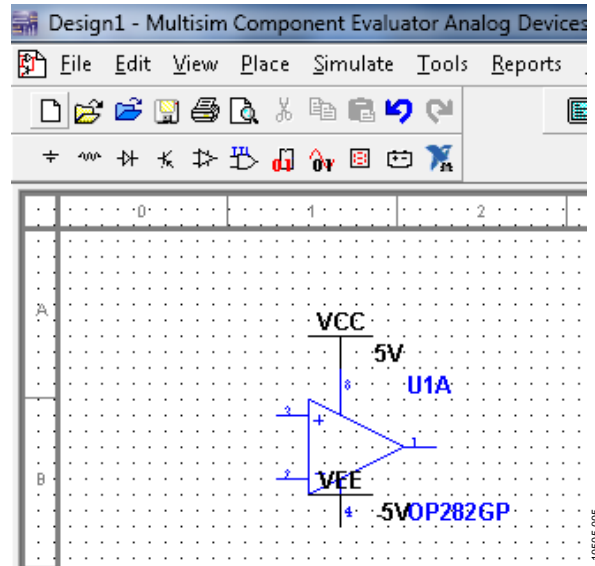 Design1 - Multisim Component Evaluator Analog Devices
File Edit View Place Simulate Tools Reports
0 1 2
A
VCC
5V
8
U1A
3
+
1
2
B
VEE
4
-5V
OP282GP